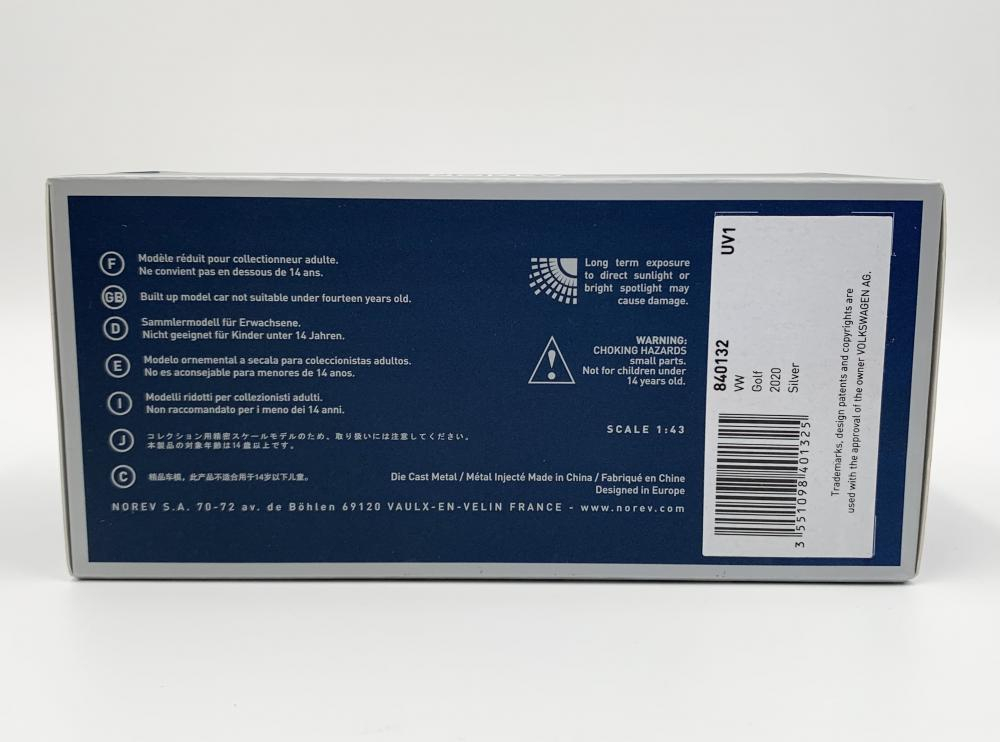 F
Modèle réduit pour collectionneur adulte.
Ne convient pas en dessous de 14 ans.
GB
Built up model car not suitable under fourteen years old.
D
Sammlermodell für Erwachsene.
Nicht geeignet für Kinder unter 14 Jahren.
E
Modelo ornemental a secala para coleccionistas adultos.
No es aconsejable para menores de 14 anos.
I
Modelli ridotti per collezionisti adulti.
Non raccomandato per i meno dei 14 anni.
J
コレクション用精密スケールモデルのため、取り扱いには注意してください。
本製品の対象年齢は14歳以上です。
C
精品车模，此产品不适合用于14岁以下儿童。
Long term exposure
to direct sunlight or
bright spotlight may
cause damage.
!
WARNING:
CHOKING HAZARDS
small parts.
Not for children under
14 years old.
SCALE 1:43
Die Cast Metal / Métal Injecté Made in China / Fabriqué en Chine
Designed in Europe
NOREV S.A. 70-72 av. de Böhlen 69120 VAULX-EN-VELIN FRANCE - www.norev.com
UV1
840132
VW
Golf
2020
Silver
3 551098 401325
Trademarks, design patents and copyrights are
used with the approval of the owner VOLKSWAGEN AG.